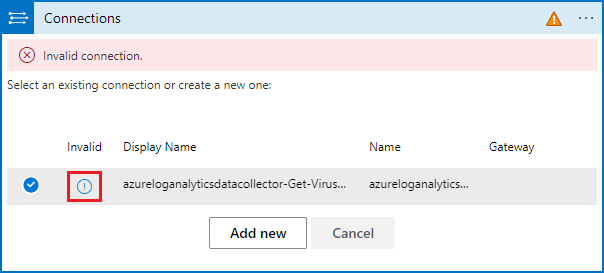 Connections
Invalid connection.
Select an existing connection or create a new one:
Invalid Display Name Name Gateway
azureloganalyticsdatacollector-Get-Virus... azureloganalytics...
Add new Cancel